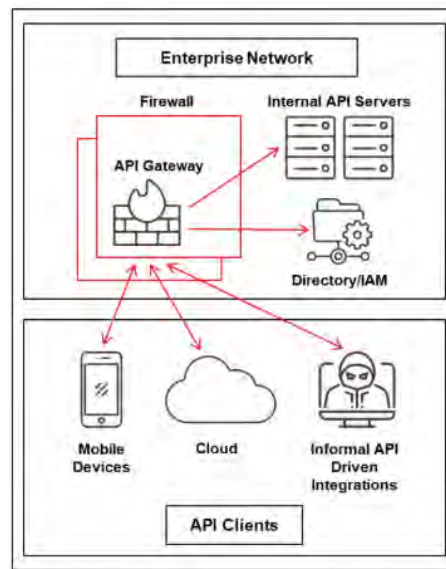 Enterprise Network
Firewall
Internal API Servers
API Gateway
Directory/IAM
Mobile
Devices
Cloud
Informal API
Driven
Integrations
API Clients